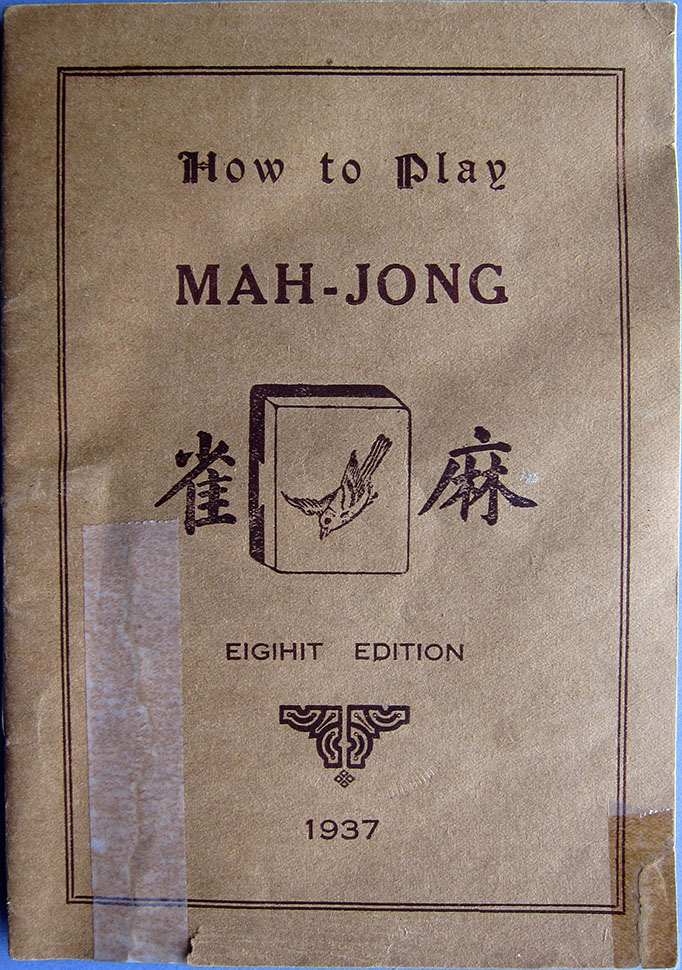 How to Play
MAH-JONG
雀 麻
EIGIHIT EDITION
1937